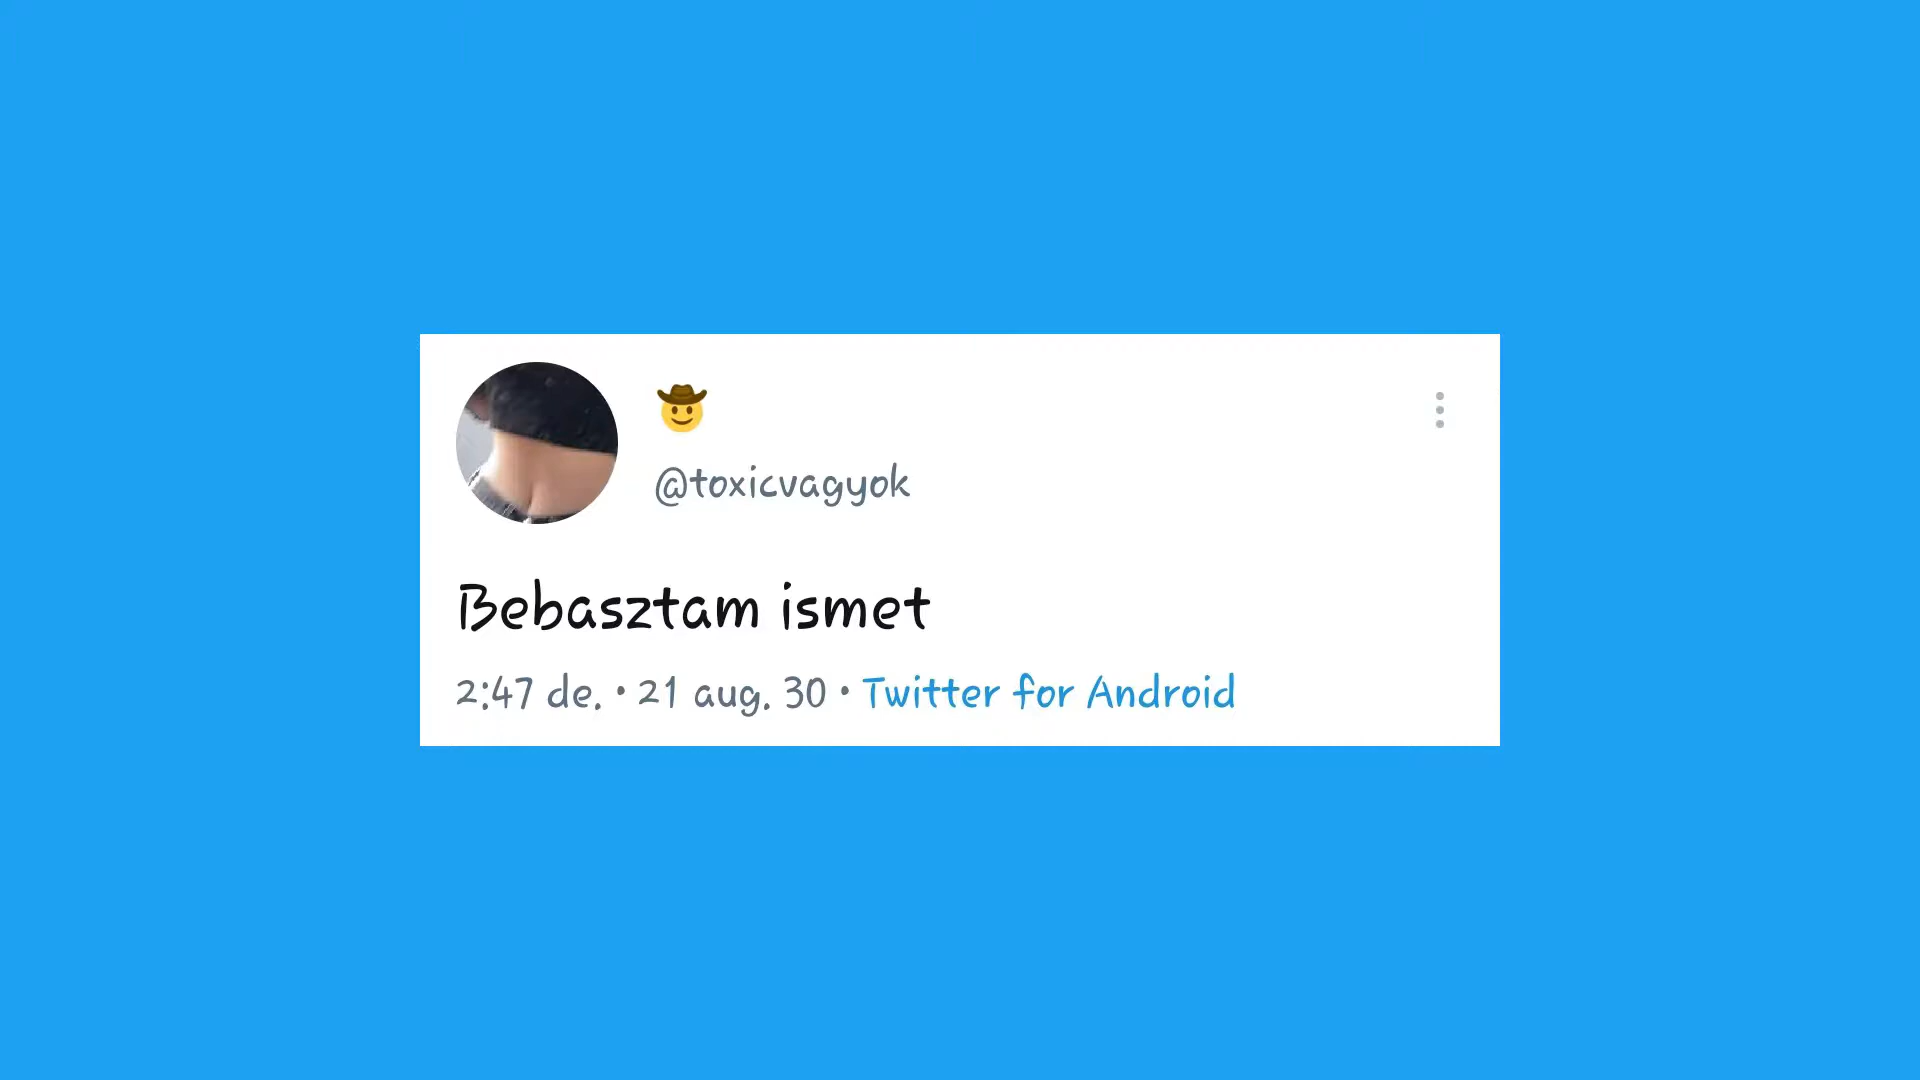 🤠
@toxicvagyok
Bebasztam ismet
2:47 de. • 21 aug. 30 • Twitter for Android